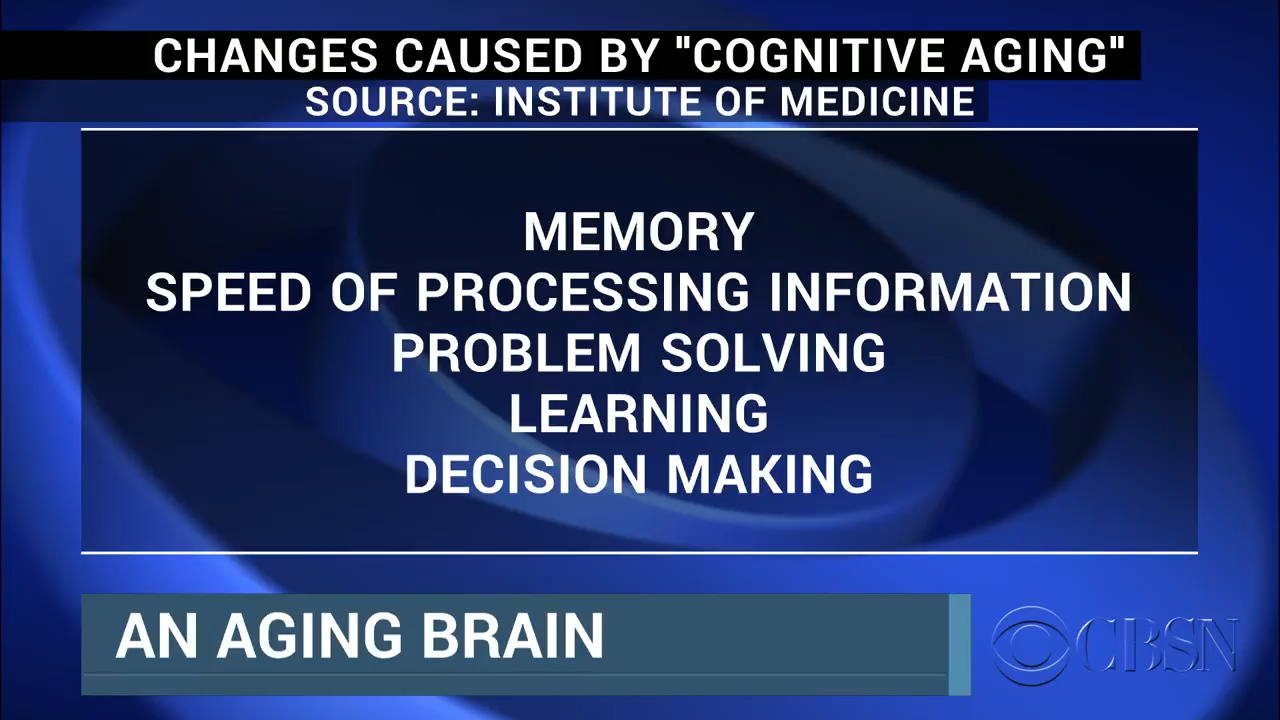 CHANGES CAUSED BY "COGNITIVE AGING"
SOURCE: INSTITUTE OF MEDICINE
MEMORY
SPEED OF PROCESSING INFORMATION
PROBLEM SOLVING
LEARNING
DECISION MAKING
AN AGING BRAIN
CBSN